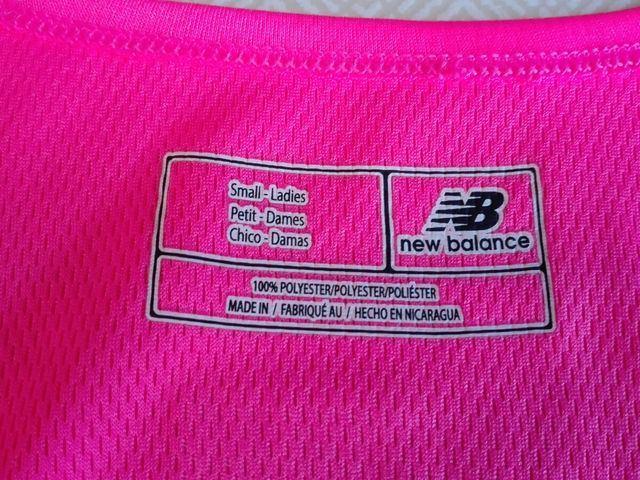 Small - Ladies
Petit - Dames
Chico - Damas
NB
new balance
100% POLYESTER/POLYESTER/POLIÉSTER
MADE IN / FABRIQUÉ AU / HECHO EN NICARAGUA